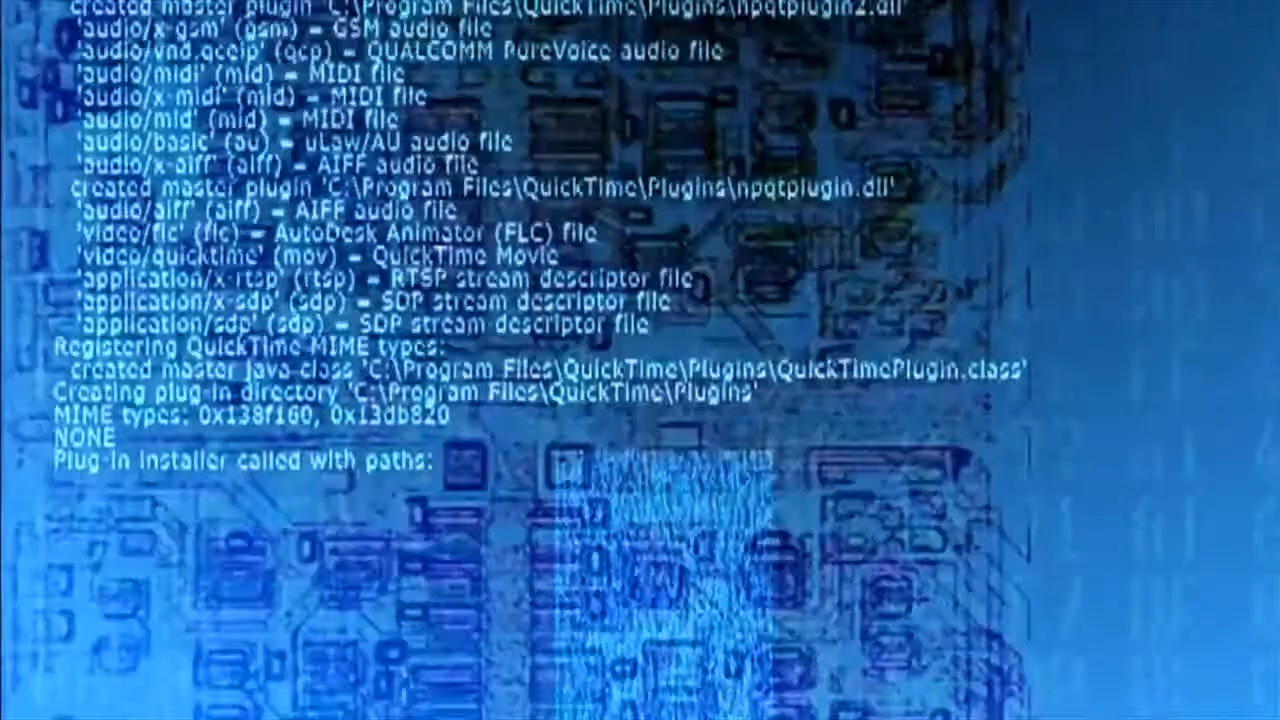 created master plugin 'C:\Program Files\QuickTime\Plugins\npqtplugin2.dll'
'audio/x-gsm' (gsm) = GSM audio file
'audio/vnd.qcelp' (qcp) = QUALCOMM PureVoice audio file
'audio/midi' (mid) = MIDI file
'audio/x-midi' (mid) = MIDI file
'audio/mid' (mid) = MIDI file
'audio/basic' (au) = uLaw/AU audio file
'audio/x-aiff' (aiff) = AIFF audio file
created master plugin 'C:\Program Files\QuickTime\Plugins\npqtplugin.dll'
'audio/aiff' (aiff) = AIFF audio file
'video/flc' (flc) = AutoDesk Animator (FLC) file
'video/quicktime' (mov) = QuickTime Movie
'application/x-rtsp' (rtsp) = RTSP stream descriptor file
'application/x-sdp' (sdp) = SDP stream descriptor file
'application/sdp' (sdp) = SDP stream descriptor file
Registering QuickTime MIME types:
created master java class 'C:\Program Files\QuickTime\Plugins\QuickTimePlugin.class'
Creating plug-in directory 'C:\Program Files\QuickTime\Plugins'
MIME types: 0x138f160, 0x13db820
NONE
Plug-in installer called with paths: